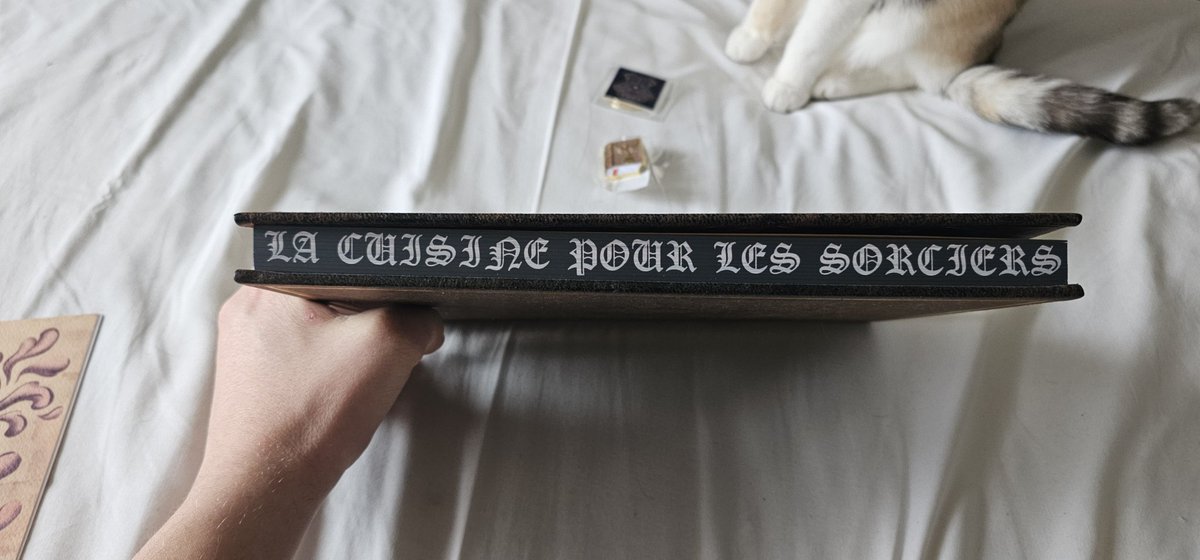 LA CUISINE POUR LES SORCIERS